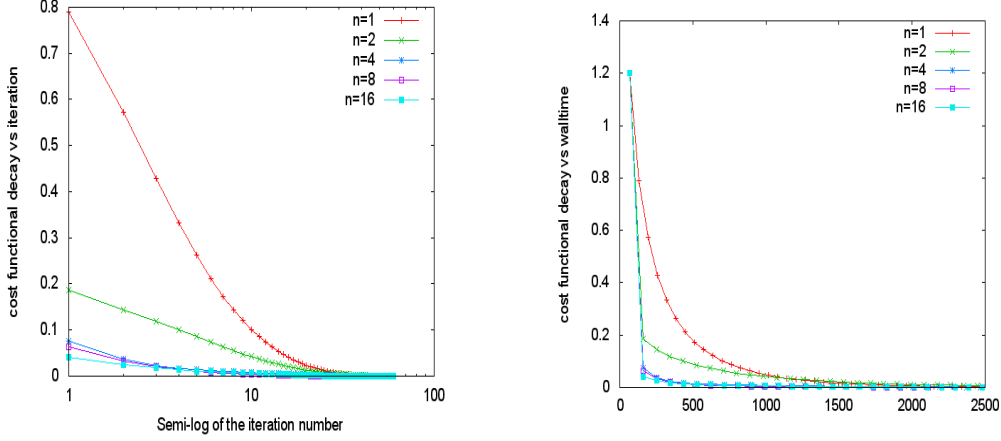 cost functional decay vs iteration
0.8
0.7
0.6
0.5
0.4
0.3
0.2
0.1
0
1
10
100
Semi-log of the iteration number
n=1
n=2
n=4
n=8
n=16
cost functional decay vs walltime
1.4
1.2
1
0.8
0.6
0.4
0.2
0
0
500
1000
1500
2000
2500
n=1
n=2
n=4
n=8
n=16